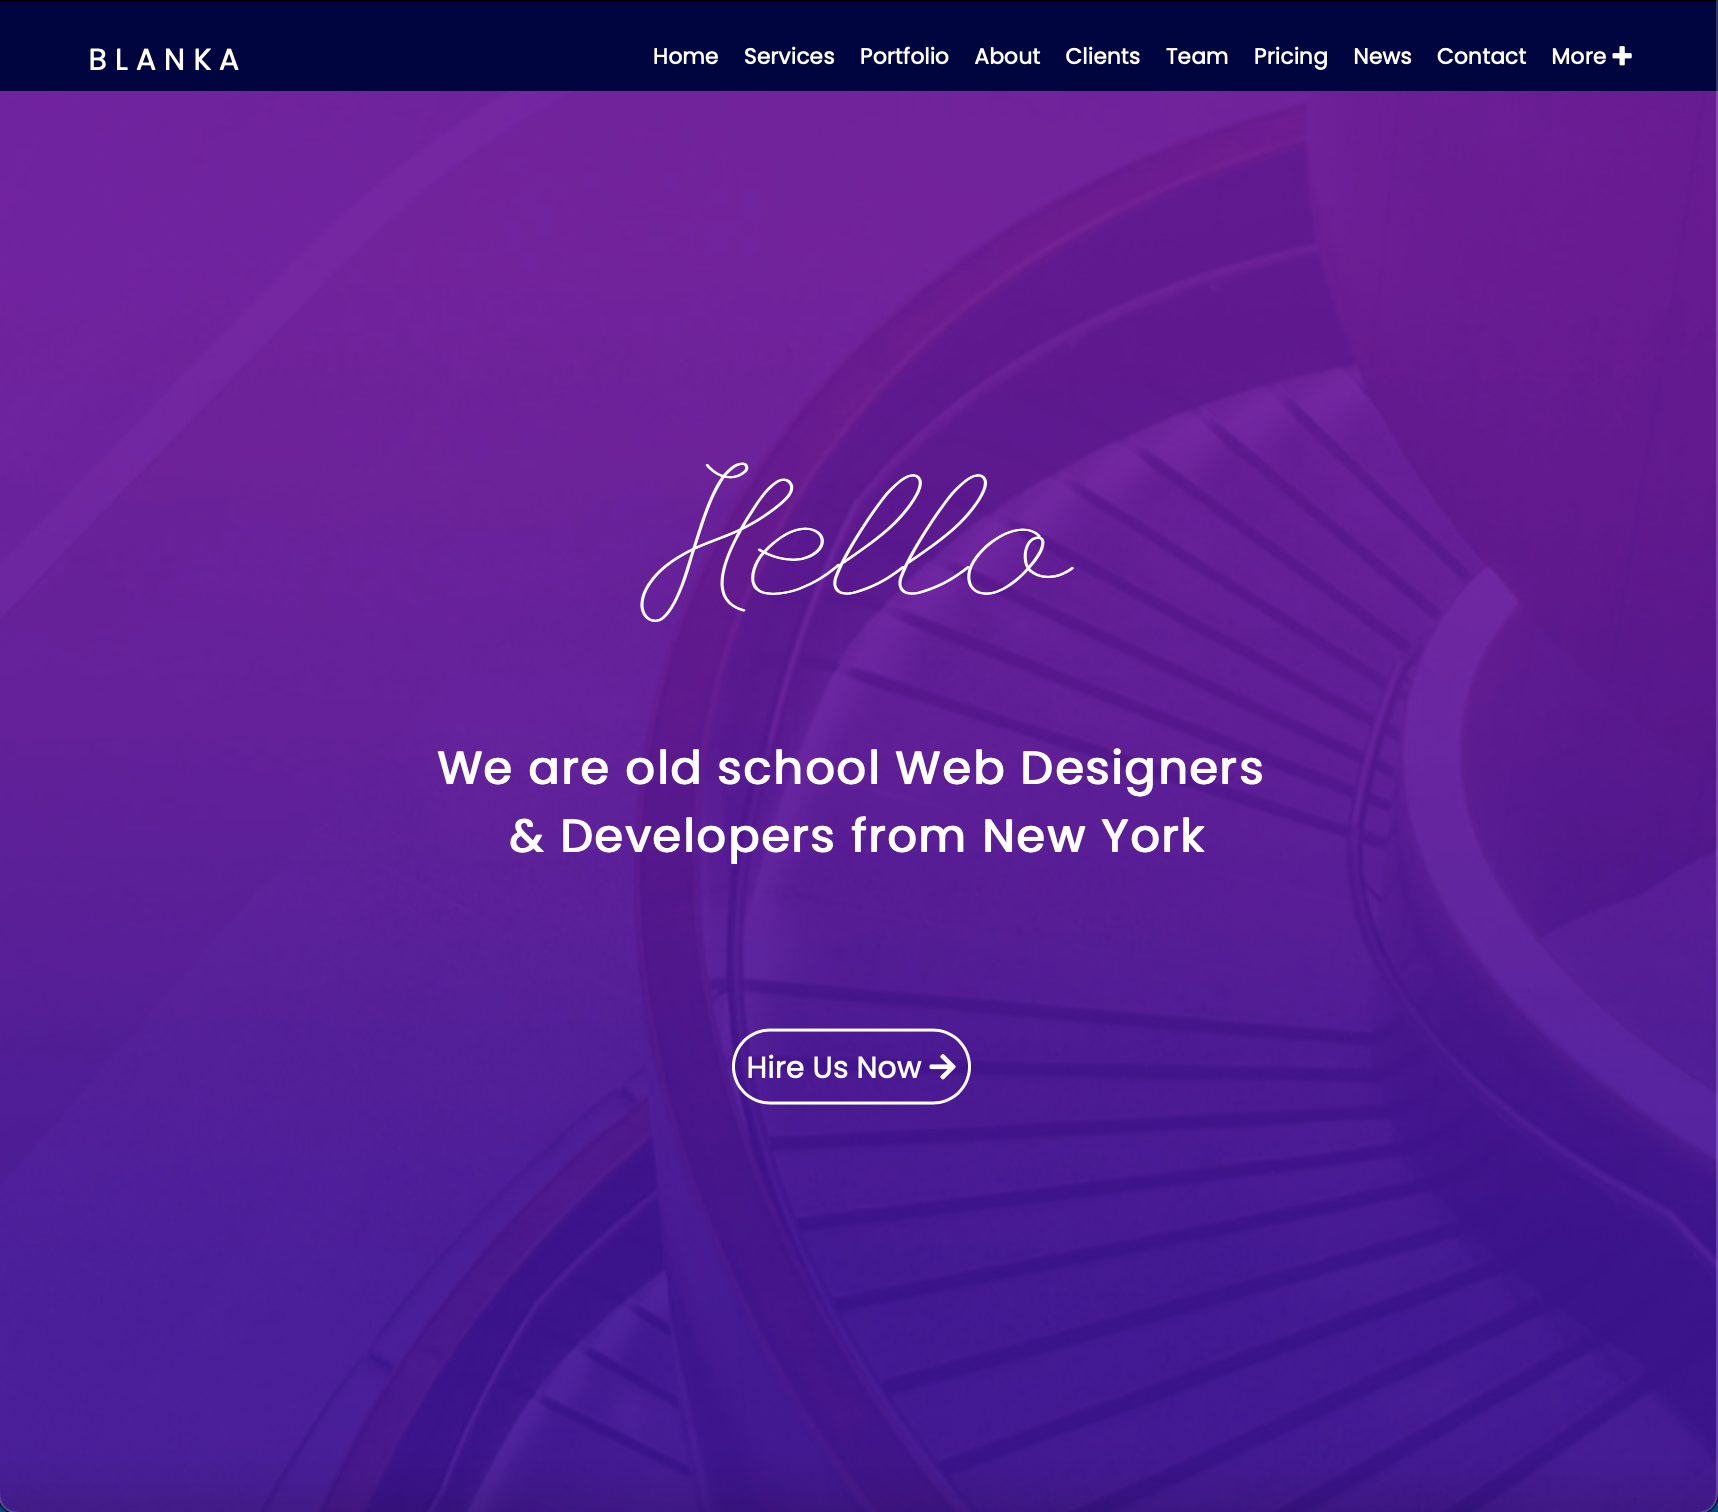 BLANKA
Home Services Portfolio About Clients Team Pricing News Contact More
Hello
We are old school Web Designers
& Developers from New York
Hire Us Now